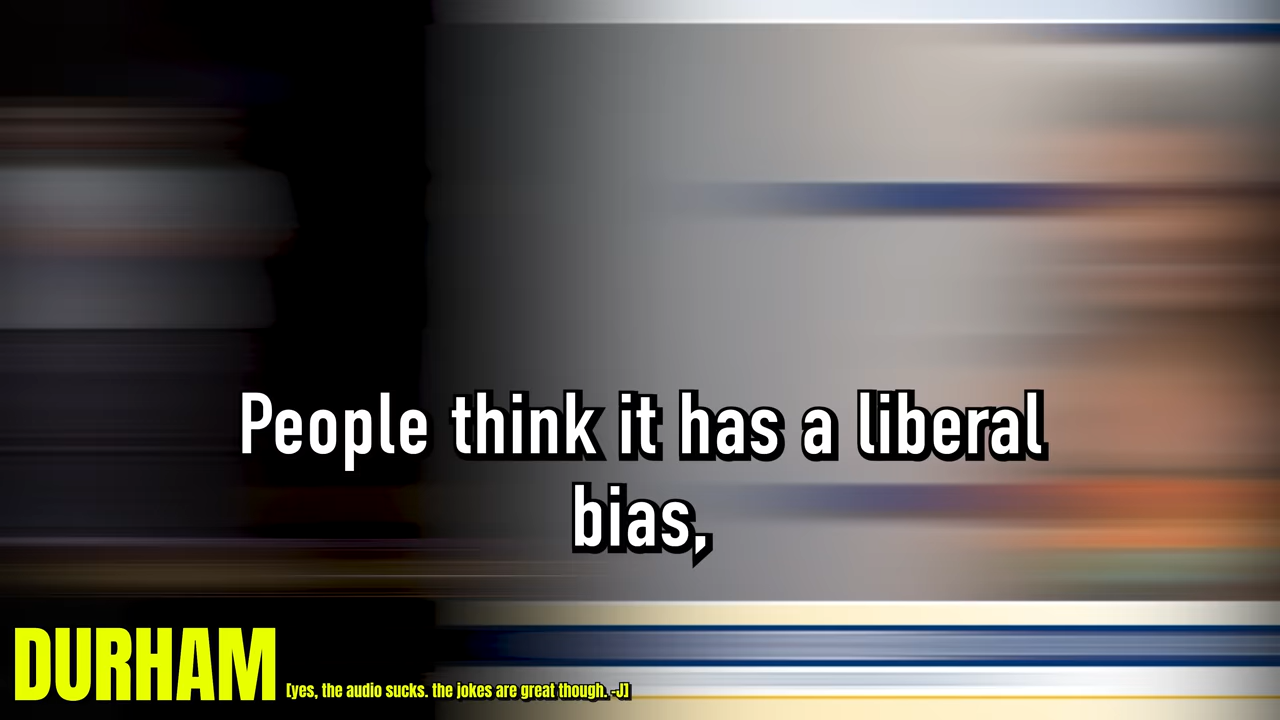 People think it has a liberal
bias,
DURHAM
[yes, the audio sucks. the jokes are great though. -J]